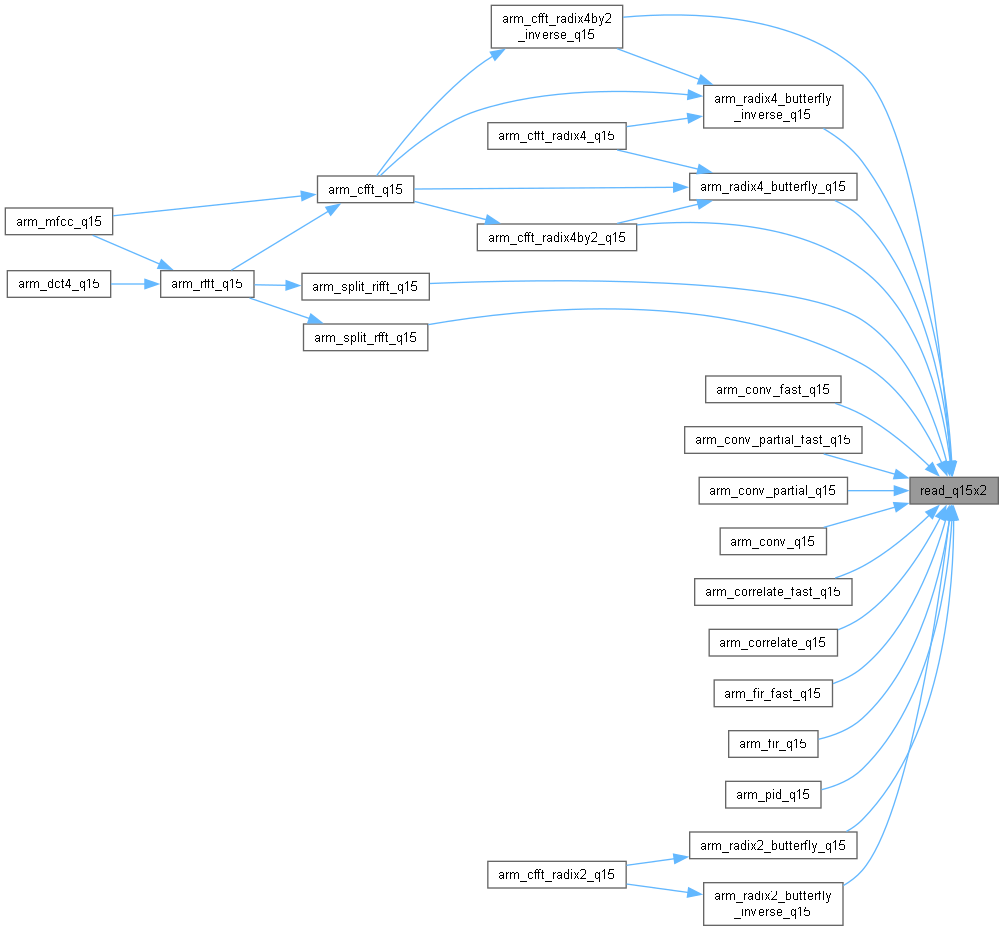 arm_cfft_radix4by2
_inverse_q15
arm_radix4_butterfly
_inverse_q15
arm_cfft_radix4_q15
arm_radix4_butterfly_q15
arm_cfft_q15
arm_mfcc_q15
arm_cfft_radix4by2_q15
arm_dct4_q15
arm_rfft_q15
arm_split_rifft_q15
arm_split_rfft_q15
arm_conv_fast_q15
arm_conv_partial_fast_q15
arm_conv_partial_q15
read_q15x2
arm_conv_q15
arm_correlate_fast_q15
arm_correlate_q15
arm_fir_fast_q15
arm_fir_q15
arm_pid_q15
arm_radix2_butterfly_q15
arm_cfft_radix2_q15
arm_radix2_butterfly
_inverse_q15